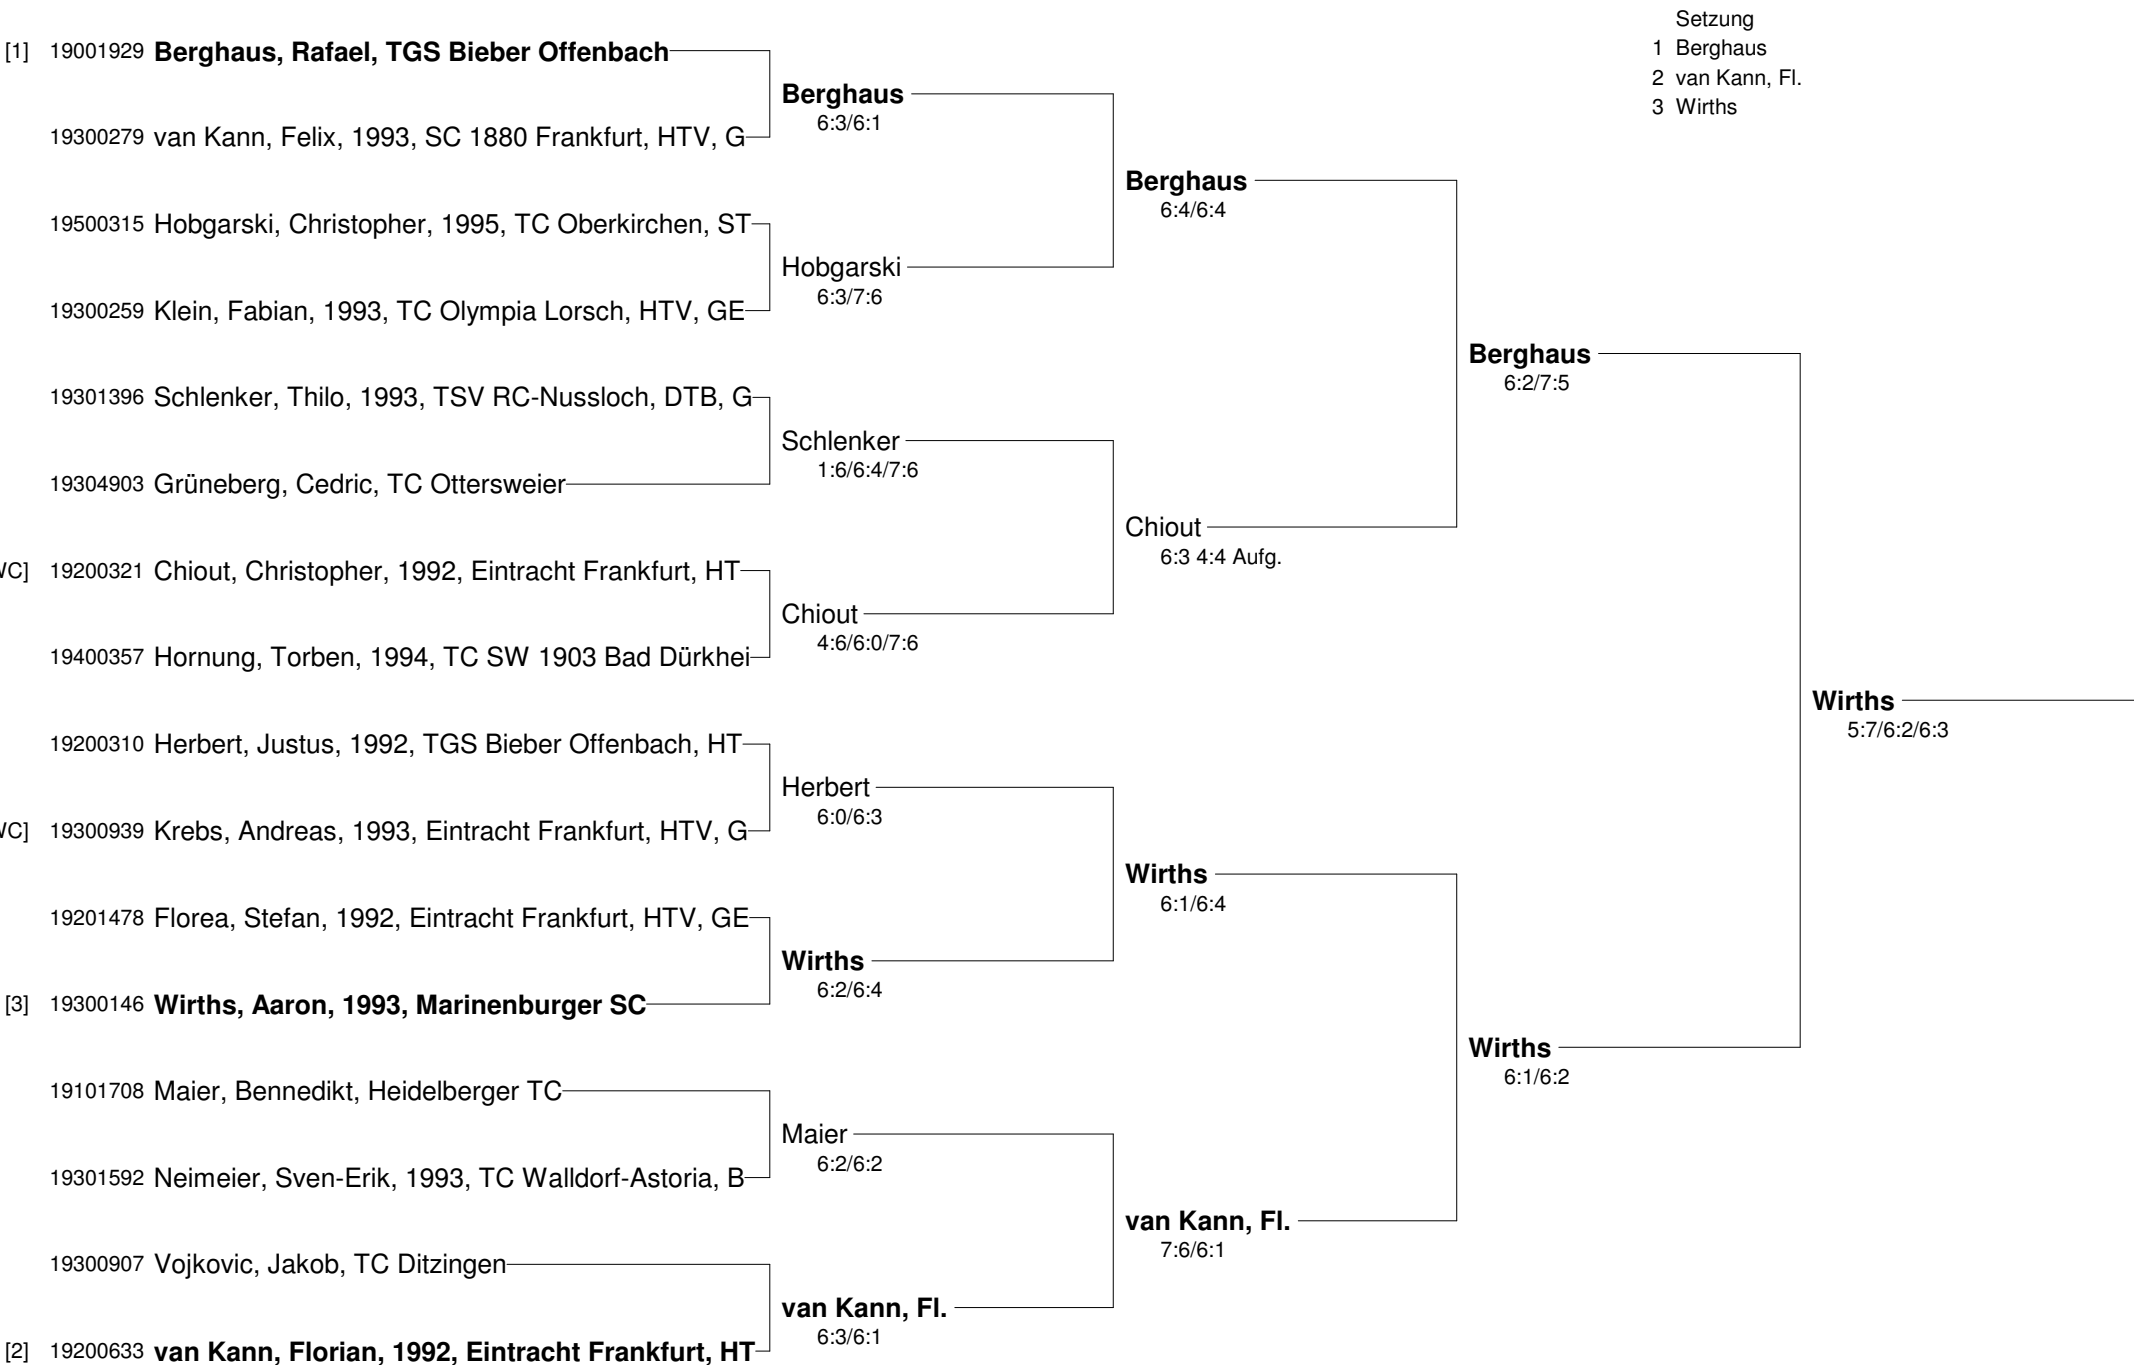 Setzung
1 Berghaus
2 van Kann, Fl.
3 Wirths
[1] 19001929 Berghaus, Rafael, TGS Bieber Offenbach
Berghaus
6:3/6:1
19300279 van Kann, Felix, 1993, SC 1880 Frankfurt, HTV, G
Berghaus
6:4/6:4
19500315 Hobgarski, Christopher, 1995, TC Oberkirchen, ST
Hobgarski
6:3/7:6
19300259 Klein, Fabian, 1993, TC Olympia Lorsch, HTV, GE
Berghaus
6:2/7:5
19301396 Schlenker, Thilo, 1993, TSV RC-Nussloch, DTB, G
Schlenker
1:6/6:4/7:6
19304903 Grüneberg, Cedric, TC Ottersweier
Chiout
6:3 4:4 Aufg.
C] 19200321 Chiout, Christopher, 1992, Eintracht Frankfurt, HT
Chiout
4:6/6:0/7:6
19400357 Hornung, Torben, 1994, TC SW 1903 Bad Dürkhei
Wirths
5:7/6:2/6:3
19200310 Herbert, Justus, 1992, TGS Bieber Offenbach, HT
Herbert
6:0/6:3
C] 19300939 Krebs, Andreas, 1993, Eintracht Frankfurt, HTV, G
Wirths
6:1/6:4
19201478 Florea, Stefan, 1992, Eintracht Frankfurt, HTV, GE
Wirths
6:2/6:4
[3] 19300146 Wirths, Aaron, 1993, Marinenburger SC
Wirths
6:1/6:2
19101708 Maier, Bennedikt, Heidelberger TC
Maier
6:2/6:2
19301592 Neimeier, Sven-Erik, 1993, TC Walldorf-Astoria, B
van Kann, Fl.
7:6/6:1
19300907 Vojkovic, Jakob, TC Ditzingen
van Kann, Fl.
6:3/6:1
[2] 19200633 van Kann, Florian, 1992, Eintracht Frankfurt, HT